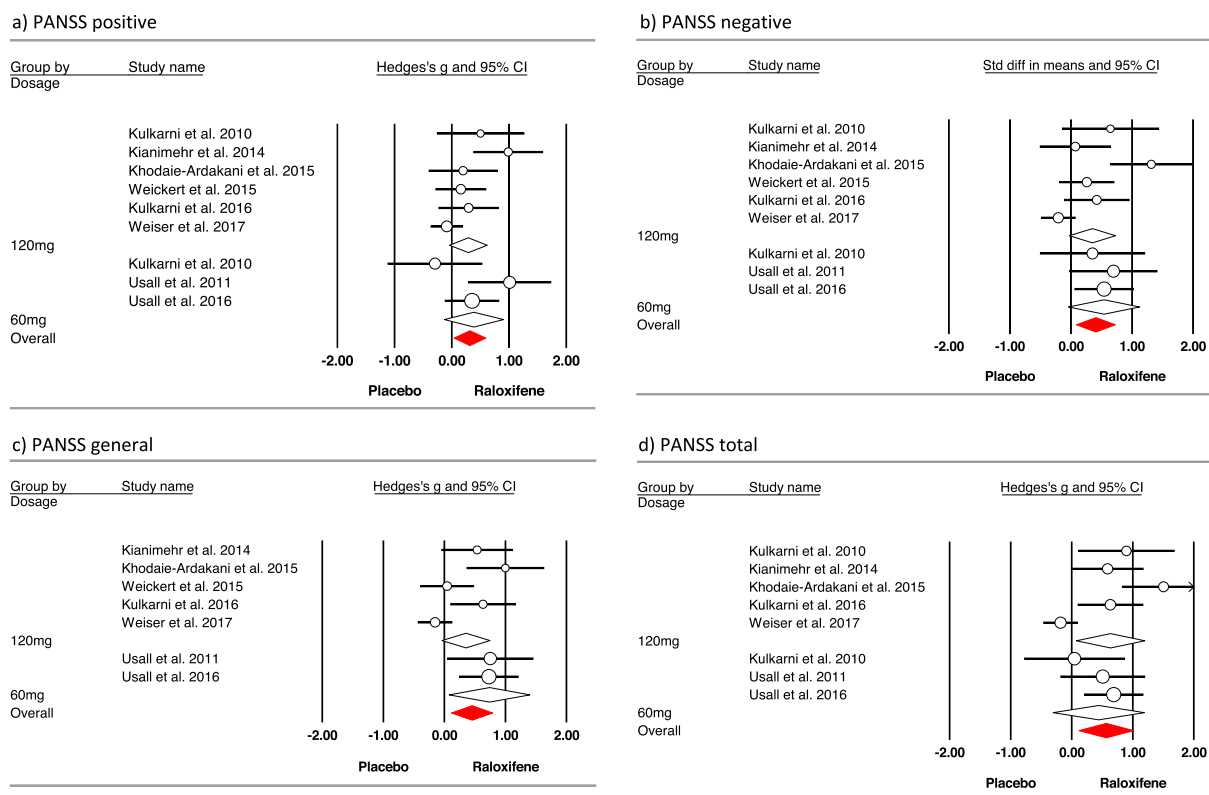 a) PANSS positive
Group by Study name Hedges's g and 95% CI
Dosage
Kulkarni et al. 2010
Kianimehr et al. 2014
Khodaie-Ardakani et al. 2015
Weickert et al. 2015
Kulkarni et al. 2016
Weiser et al. 2017
120mg
Kulkarni et al. 2010
Usall et al. 2011
Usall et al. 2016
60mg
Overall
-2.00 -1.00 0.00 1.00 2.00
Placebo Raloxifene
b) PANSS negative
Group by Study name Std diff in means and 95% CI
Dosage
Kulkarni et al. 2010
Kianimehr et al. 2014
Khodaie-Ardakani et al. 2015
Weickert et al. 2015
Kulkarni et al. 2016
Weiser et al. 2017
120mg
Kulkarni et al. 2010
Usall et al. 2011
Usall et al. 2016
60mg
Overall
-2.00 -1.00 0.00 1.00 2.00
Placebo Raloxifene
c) PANSS general
Group by Study name Hedges's g and 95% CI
Dosage
Kianimehr et al. 2014
Khodaie-Ardakani et al. 2015
Weickert et al. 2015
Kulkarni et al. 2016
Weiser et al. 2017
120mg
Usall et al. 2011
Usall et al. 2016
60mg
Overall
-2.00 -1.00 0.00 1.00 2.00
Placebo Raloxifene
d) PANSS total
Group by Study name Hedges's g and 95% CI
Dosage
Kulkarni et al. 2010
Kianimehr et al. 2014
Khodaie-Ardakani et al. 2015
Kulkarni et al. 2016
Weiser et al. 2017
120mg
Kulkarni et al. 2010
Usall et al. 2011
Usall et al. 2016
60mg
Overall
-2.00 -1.00 0.00 1.00 2.00
Placebo Raloxifene